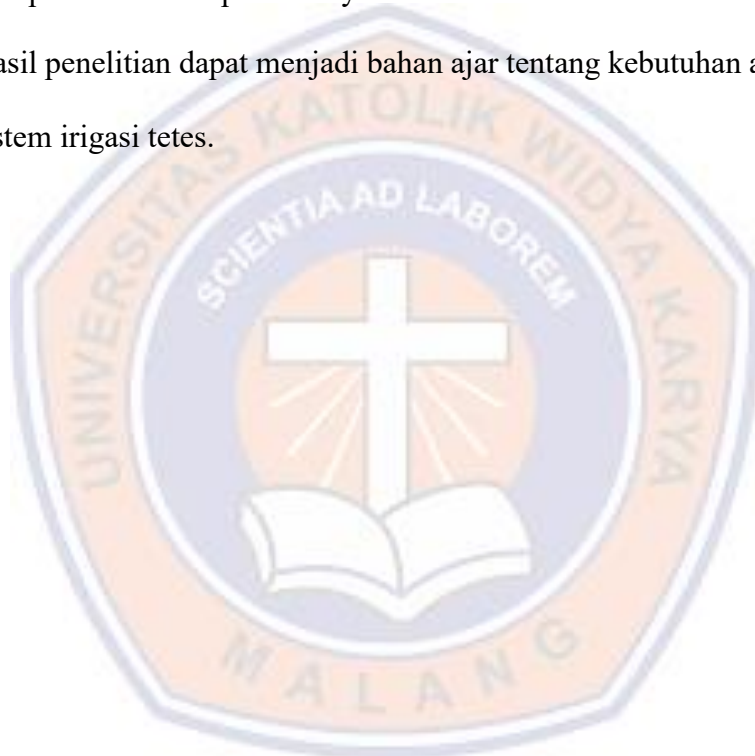 asil penelitian dapat menjadi bahan ajar tentang kebutuhan a
stem irigasi tetes.
UNIVERSITAS KATOLIK WIDYA KARYA
SCIENTIA AD LABOREM
MALANG